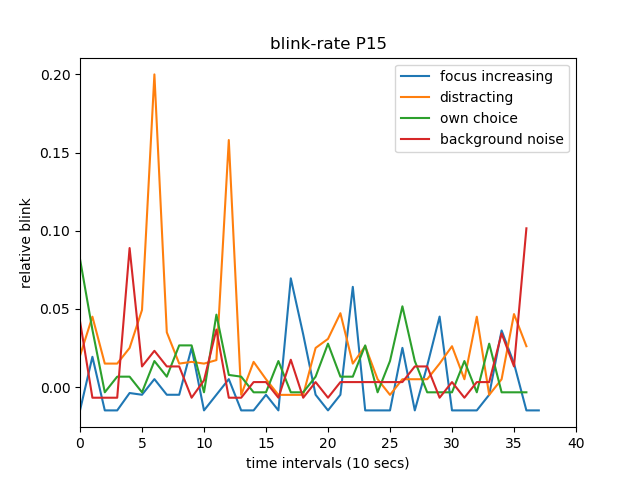 blink-rate P15
focus increasing
distracting
own choice
background noise
0.20
0.15
0.10
0.05
0.00
relative blink
0 5 10 15 20 25 30 35 40
time intervals (10 secs)